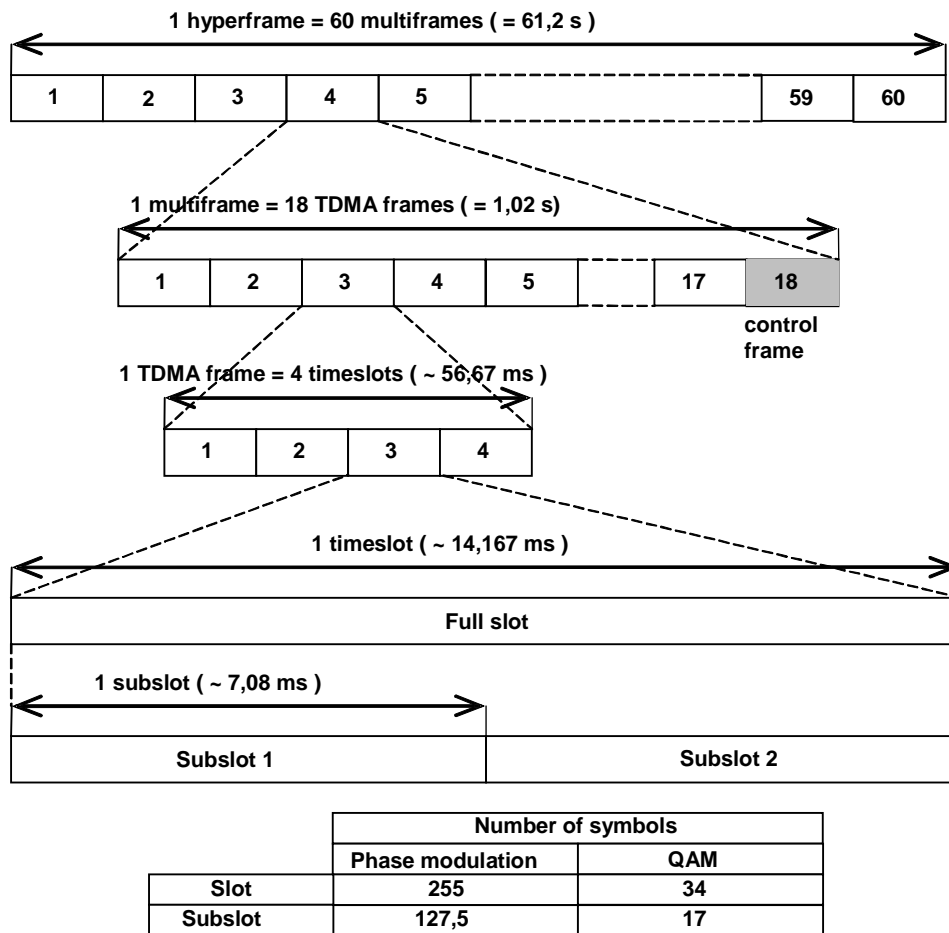 1 hyperframe = 60 multiframes ( = 61,2 s)
1 2 3 4 5 59 60
1 multiframe = 18 TDMA frames ( = 1,02 s)
1 2 3 4 5 17 18
control
frame
1 TDMA frame = 4 timeslots ( ~ 56,67 ms )
1 2 3 4
1 timeslot ( ~ 14,167 ms )
Full slot
1 subslot ( ~ 7,08 ms )
Subslot 1 Subslot 2
Number of symbols
Phase modulation QAM
Slot 255 34
Subslot 127,5 17